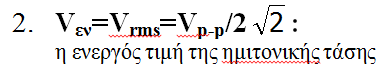 2. Vεν=Vrms=Vp-p/2 √2 :
η ενεργός τιμή της ημιτονικής τάσης